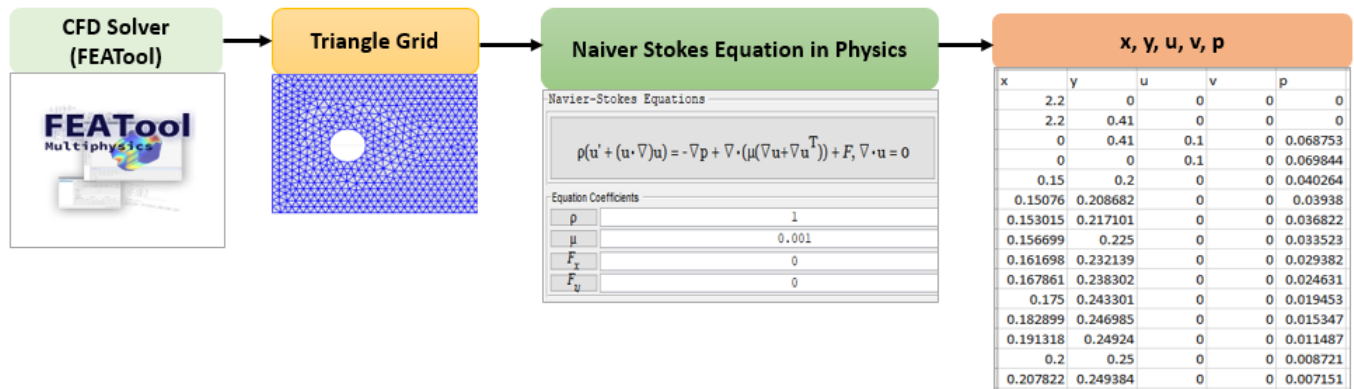 CFD Solver
(FEATool)
FEATool
Multiphysics
Triangle Grid
Naiver Stokes Equation in Physics
Navier-Stokes Equations
ρ(u' + (u·∇)u) = -∇p + ∇·(μ(∇u+∇u^T)) + F, ∇·u = 0
Equation Coefficients
ρ 1
μ 0.001
F_x 0
F_y 0
x, y, u, v, p
x y u v p
2.2 0 0 0 0
2.2 0.41 0 0 0
0 0.41 0.1 0 0.068753
0 0 0.1 0 0.069844
0.15 0.2 0 0 0.040264
0.15076 0.208682 0 0 0.03938
0.153015 0.217101 0 0 0.036822
0.156699 0.225 0 0 0.033523
0.161698 0.232139 0 0 0.029382
0.167861 0.238302 0 0 0.024631
0.175 0.243301 0 0 0.019453
0.182899 0.246985 0 0 0.015347
0.191318 0.24924 0 0 0.011487
0.2 0.25 0 0 0.008721
0.207822 0.249384 0 0 0.007151